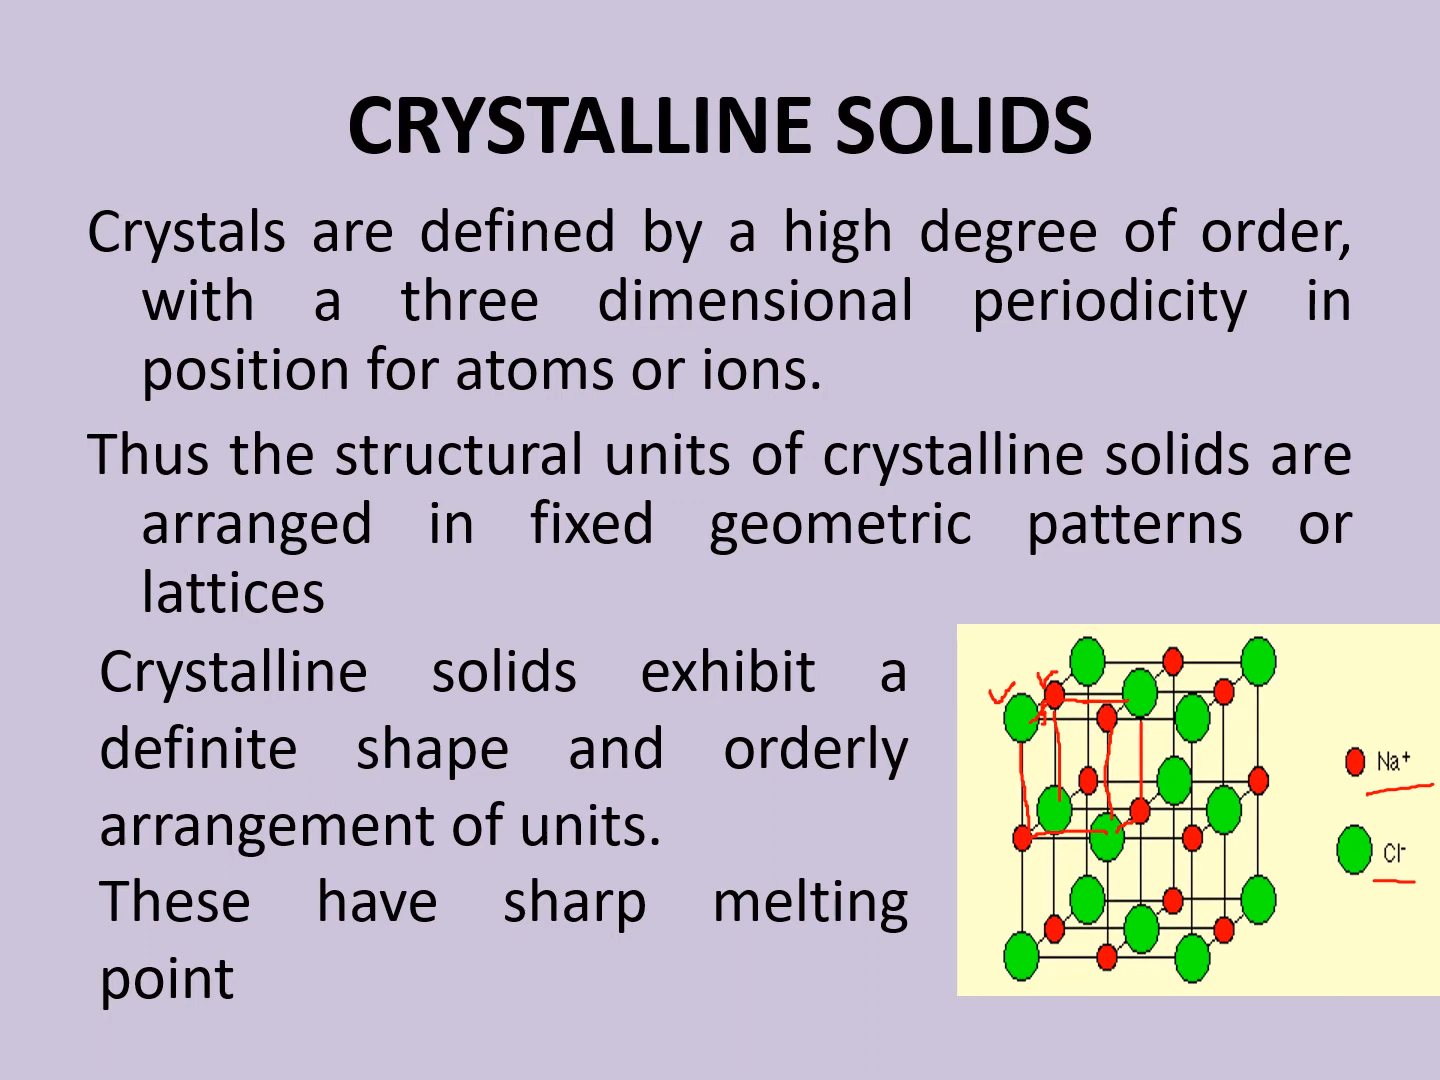 CRYSTALLINE SOLIDS
Crystals are defined by a high degree of order,
with a three dimensional periodicity in
position for atoms or ions.
Thus the structural units of crystalline solids are
arranged in fixed geometric patterns or
lattices
Crystalline solids exhibit a
definite shape and orderly
arrangement of units.
These have sharp melting
point
Na⁺
Cl⁻